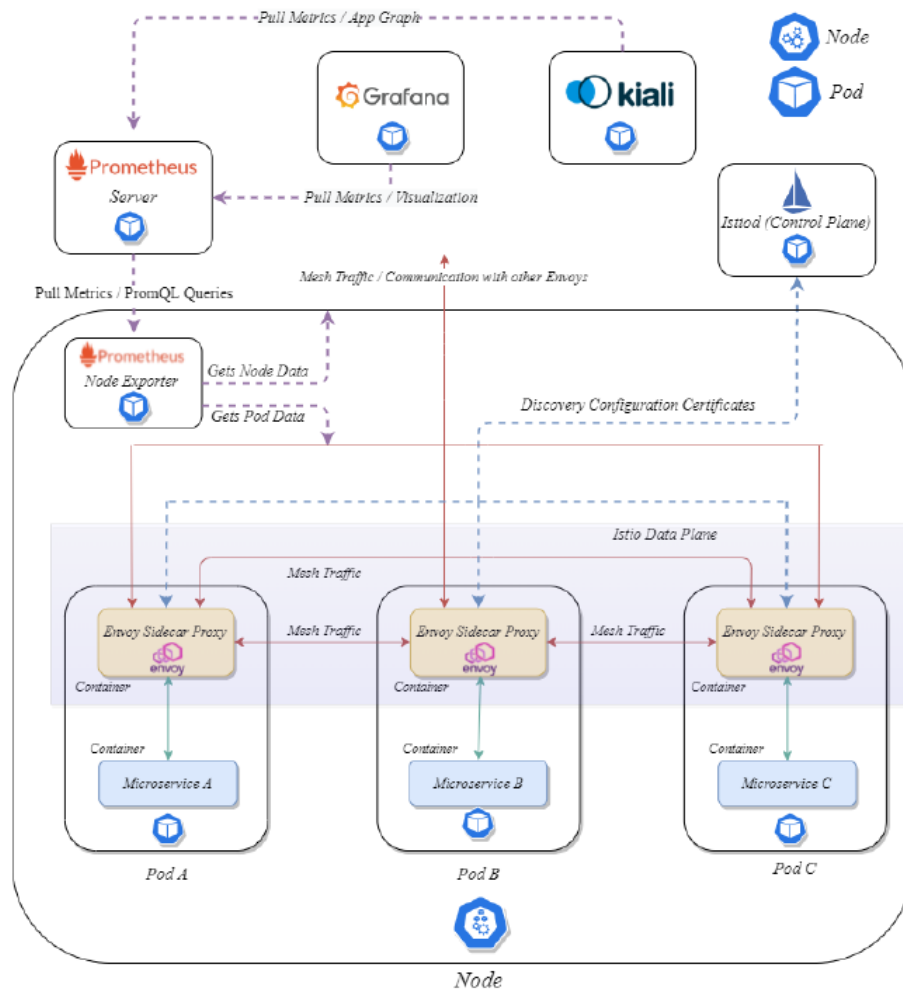 Pull Metrics / App Graph
Node
Grafana
kiali
Pod
Prometheus
Server
Pull Metrics / Visualization
Istiod (Control Plane)
Mesh Traffic / Communication with other Envoys
Pull Metrics / PromQL Queries
Prometheus
Node Exporter
Gets Node Data
Gets Pod Data
Discovery Configuration Certificates
Istio Data Plane
Mesh Traffic
Envoy Sidecar Proxy
envoy
Mesh Traffic
Envoy Sidecar Proxy
envoy
Mesh Traffic
Envoy Sidecar Proxy
envoy
Container
Container
Container
Container
Container
Container
Microservice A
Microservice B
Microservice C
Pod A
Pod B
Pod C
Node